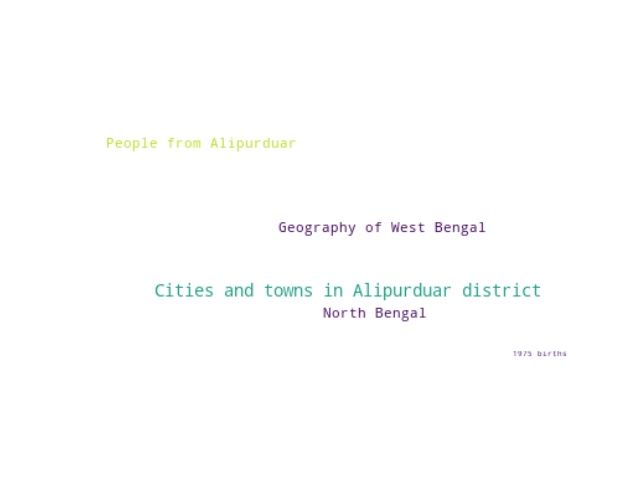 People from Alipurduar
Geography of West Bengal
Cities and towns in Alipurduar district
North Bengal
1975 births